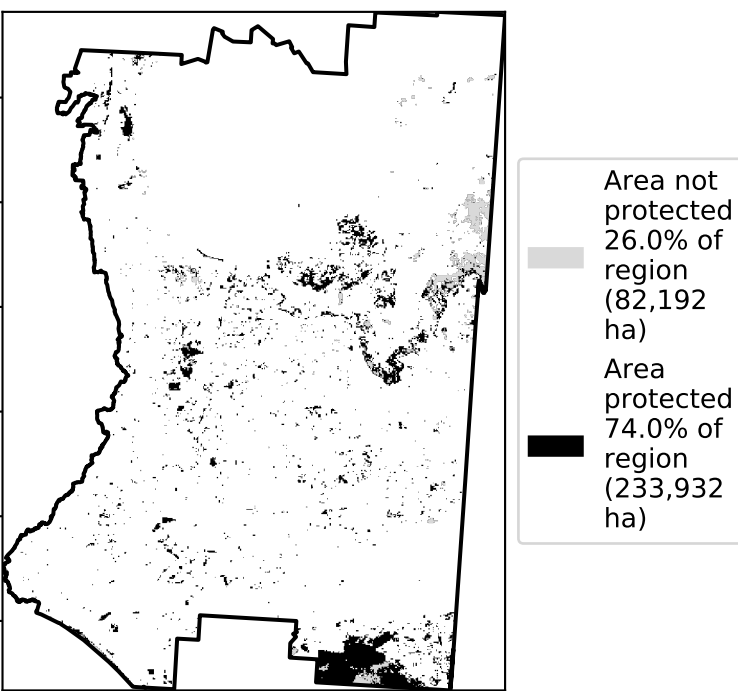 Area not
protected
26.0% of
region
(82,192
ha)
Area
protected
74.0% of
region
(233,932
ha)